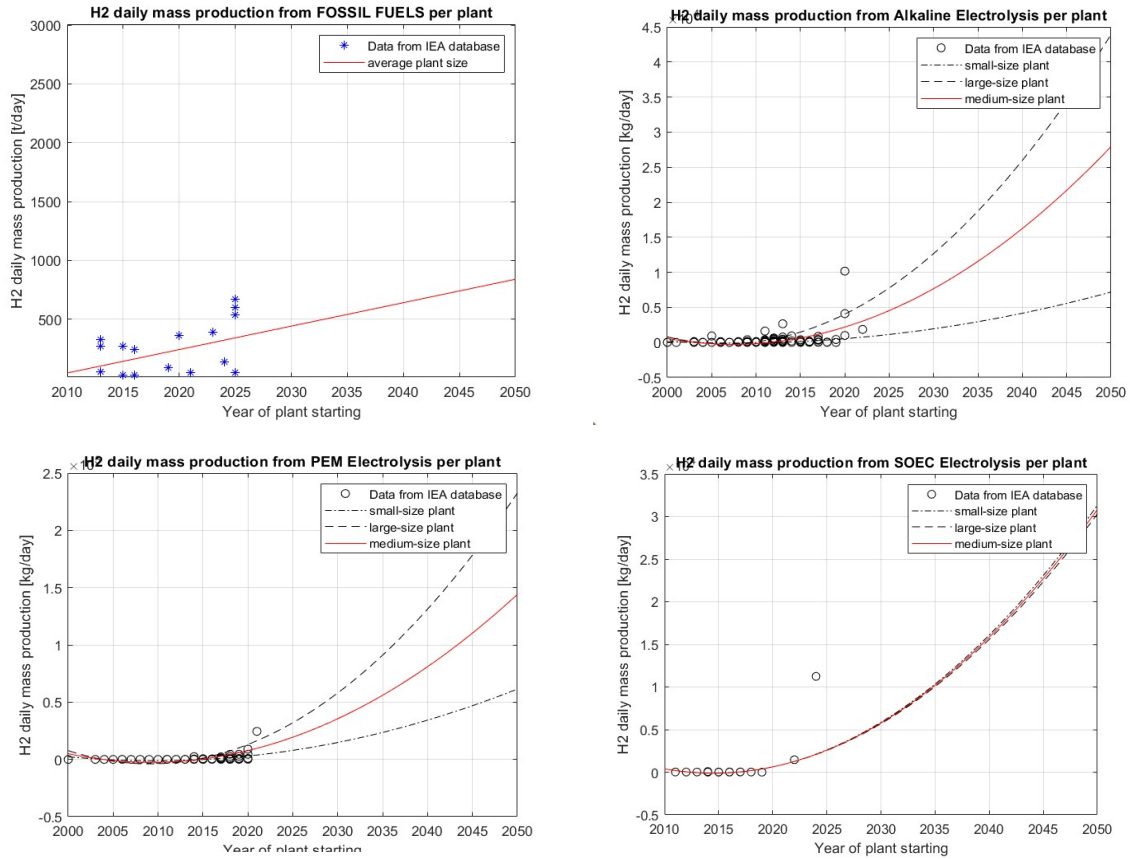 H2 daily mass production from FOSSIL FUELS per plant
Data from IEA database
average plant size
H2 daily mass production [t/day]
3000
2500
2000
1500
1000
500
2010
2015
2020
2025
2030
2035
2040
2045
2050
Year of plant starting
H2 daily mass production from Alkaline Electrolysis per plant
Data from IEA database
small-size plant
large-size plant
medium-size plant
H2 daily mass production [kg/day]
4.5
4
3.5
3
2.5
2
1.5
1
0.5
0
-0.5
2000
2005
2010
2015
2020
2025
2030
2035
2040
2045
2050
Year of plant starting
H2 daily mass production from PEM Electrolysis per plant
Data from IEA database
small-size plant
large-size plant
medium-size plant
H2 daily mass production [kg/day]
2.5
2
1.5
1
0.5
0
-0.5
2000
2005
2010
2015
2020
2025
2030
2035
2040
2045
2050
Year of plant starting
H2 daily mass production from SOEC Electrolysis per plant
Data from IEA database
small-size plant
large-size plant
medium-size plant
H2 daily mass production [kg/day]
3.5
3
2.5
2
1.5
1
0.5
0
-0.5
2010
2015
2020
2025
2030
2035
2040
2045
2050
Year of plant starting